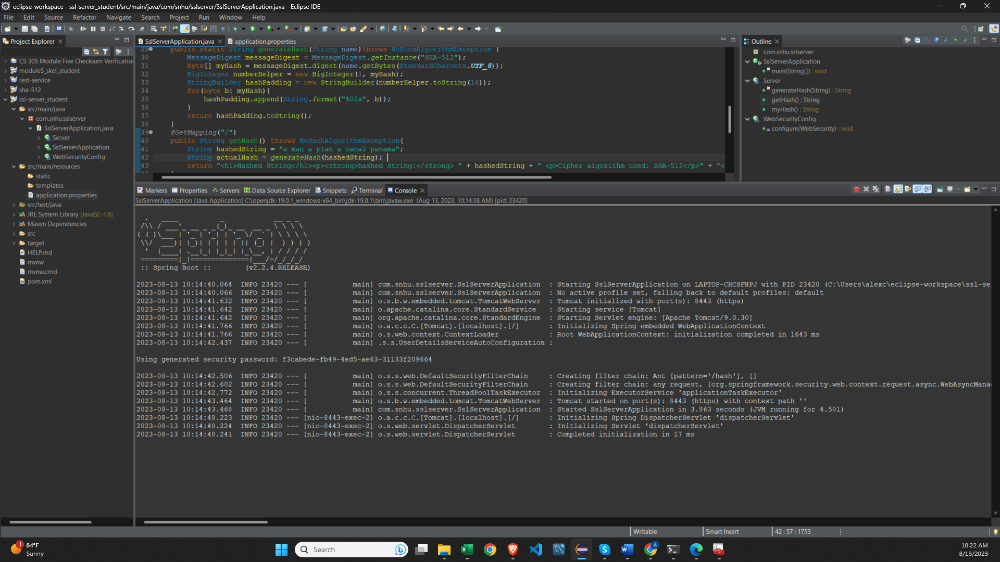 eclipse-workspace - ssl-server_student/src/main/java/com/snhu/sslserver/SslServerApplication.java - Eclipse IDE
File Edit Source Refactor Navigate Search Project Run Window Help
Project Explorer
CS 305 Module Five Checksum Verificatio
module5_skel_student
rest-service
sha-512
ssl-server_student
src/main/java
com.snhu.sslserver
SslServerApplication.java
Server
SslServerApplication
WebSecurityConfig
src/main/resources
static
templates
application.properties
src/test/java
JRE System Library [JavaSE-1.8]
Maven Dependencies
src
target
HELP.md
mvnw
mvnw.cmd
pom.xml
SslServerApplication.java application.properties
29 public static String generateHash(String name)throws NoSuchAlgorithmException {
30 MessageDigest messageDigest = MessageDigest.getInstance("SHA-512");
31 byte[] myHash = messageDigest.digest(name.getBytes(StandardCharsets.UTF_8));
32 BigInteger numberHelper = new BigInteger(1, myHash);
33 StringBuilder hashPadding = new StringBuilder(numberHelper.toString(16));
34 for(byte b: myHash){
35 hashPadding.append(String.format("%02x", b));
36 }
37 return hashPadding.toString();
38 }
39 @GetMapping("/")
40 public String getHash() throws NoSuchAlgorithmException{
41 String hashedString = "a man a plan a canal panama";
42 String actualHash = generateHash(hashedString);
43 return "<h1>Hashed String</h1><p><strong>hashed string:</strong> " + hashedString + " <p>Cipher algorithm used: SHA-512</p>" + "<
Outline
com.snhu.sslserver
SslServerApplication
main(String[]) : void
Server
generateHash(String) : String
getHash() : String
myHash() : String
WebSecurityConfig
configure(WebSecurity) : void
Markers Properties Servers Data Source Explorer Snippets Terminal Console
SslServerApplication [Java Application] C:\openjdk-19.0.1_windows-x64_bin\jdk-19.0.1\bin\javaw.exe (Aug 13, 2023, 10:14:38 AM) [pid: 23420]
  .   ____          _            __ _ _
 /\\ / ___'_ __ _ _(_)_ __  __ _ \ \ \ \
( ( )\___ | '_ | '_| | '_ \/ _` | \ \ \ \
 \\/  ___)| |_)| | | | | || (_| |  ) ) ) )
  '  |____| .__|_| |_|_| |_\__, | / / / /
 =========|_|==============|___/=/_/_/_/
 :: Spring Boot ::        (v2.2.4.RELEASE)
2023-08-13 10:14:40.064 INFO 23420 --- [ main] com.snhu.sslserver.SslServerApplication : Starting SslServerApplication on LAPTOP-CHCSFHPJ with PID 23420 (C:\Users\alexc\eclipse-workspace\ssl-se
2023-08-13 10:14:40.066 INFO 23420 --- [ main] com.snhu.sslserver.SslServerApplication : No active profile set, falling back to default profiles: default
2023-08-13 10:14:41.632 INFO 23420 --- [ main] o.s.b.w.embedded.tomcat.TomcatWebServer : Tomcat initialized with port(s): 8443 (https)
2023-08-13 10:14:41.642 INFO 23420 --- [ main] o.apache.catalina.core.StandardService : Starting service [Tomcat]
2023-08-13 10:14:41.642 INFO 23420 --- [ main] org.apache.catalina.core.StandardEngine : Starting Servlet engine: [Apache Tomcat/9.0.30]
2023-08-13 10:14:41.766 INFO 23420 --- [ main] o.a.c.c.C.[Tomcat].[localhost].[/] : Initializing Spring embedded WebApplicationContext
2023-08-13 10:14:41.766 INFO 23420 --- [ main] o.s.web.context.ContextLoader : Root WebApplicationContext: initialization completed in 1643 ms
2023-08-13 10:14:42.437 INFO 23420 --- [ main] .s.s.UserDetailsServiceAutoConfiguration :
Using generated security password: f3cabede-fb49-4ed5-ae63-31133f209664
2023-08-13 10:14:42.506 INFO 23420 --- [ main] o.s.s.web.DefaultSecurityFilterChain : Creating filter chain: Ant [pattern='/hash'], []
2023-08-13 10:14:42.602 INFO 23420 --- [ main] o.s.s.web.DefaultSecurityFilterChain : Creating filter chain: any request, [org.springframework.security.web.context.request.async.WebAsyncMana
2023-08-13 10:14:42.772 INFO 23420 --- [ main] o.s.s.concurrent.ThreadPoolTaskExecutor : Initializing ExecutorService 'applicationTaskExecutor'
2023-08-13 10:14:43.464 INFO 23420 --- [ main] o.s.b.w.embedded.tomcat.TomcatWebServer : Tomcat started on port(s): 8443 (https) with context path ''
2023-08-13 10:14:43.468 INFO 23420 --- [ main] com.snhu.sslserver.SslServerApplication : Started SslServerApplication in 3.863 seconds (JVM running for 4.501)
2023-08-13 10:14:48.223 INFO 23420 --- [nio-8443-exec-2] o.a.c.c.C.[Tomcat].[localhost].[/] : Initializing Spring DispatcherServlet 'dispatcherServlet'
2023-08-13 10:14:48.224 INFO 23420 --- [nio-8443-exec-2] o.s.web.servlet.DispatcherServlet : Initializing Servlet 'dispatcherServlet'
2023-08-13 10:14:48.241 INFO 23420 --- [nio-8443-exec-2] o.s.web.servlet.DispatcherServlet : Completed initialization in 17 ms
Writable Smart Insert 42 : 57 : 1753
1 84°F
Sunny
Search
10:22 AM
8/13/2023